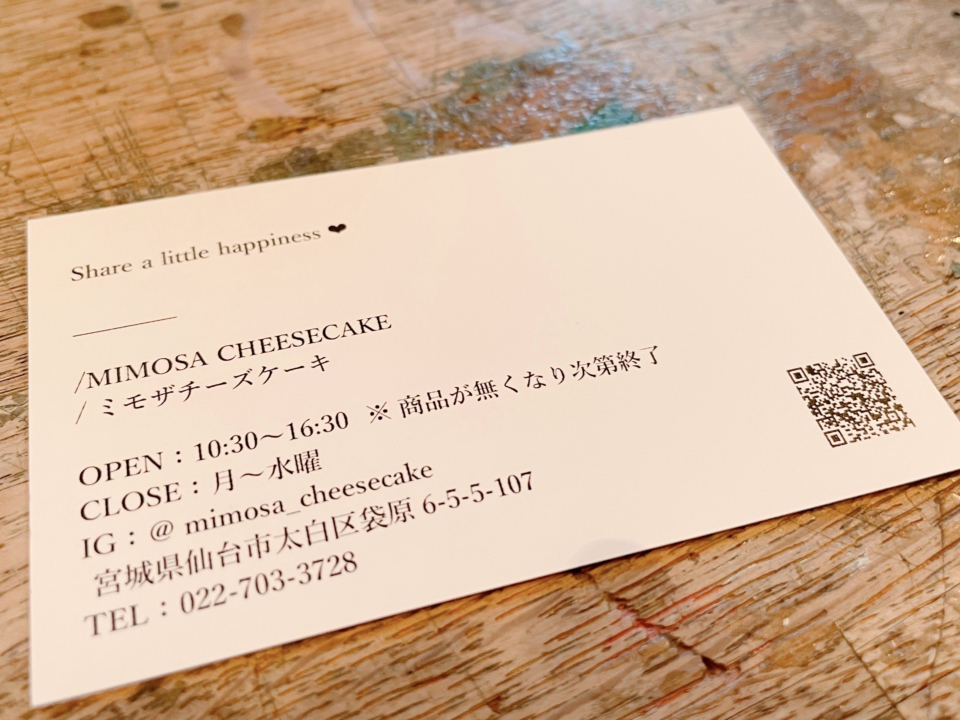 Share a little happiness ❤
/MIMOSA CHEESECAKE
/ ミモザチーズケーキ
OPEN：10:30〜16:30 ※ 商品が無くなり次第終了
CLOSE：月〜水曜
IG：@ mimosa_cheesecake
宮城県仙台市太白区袋原 6-5-5-107
TEL：022-703-3728